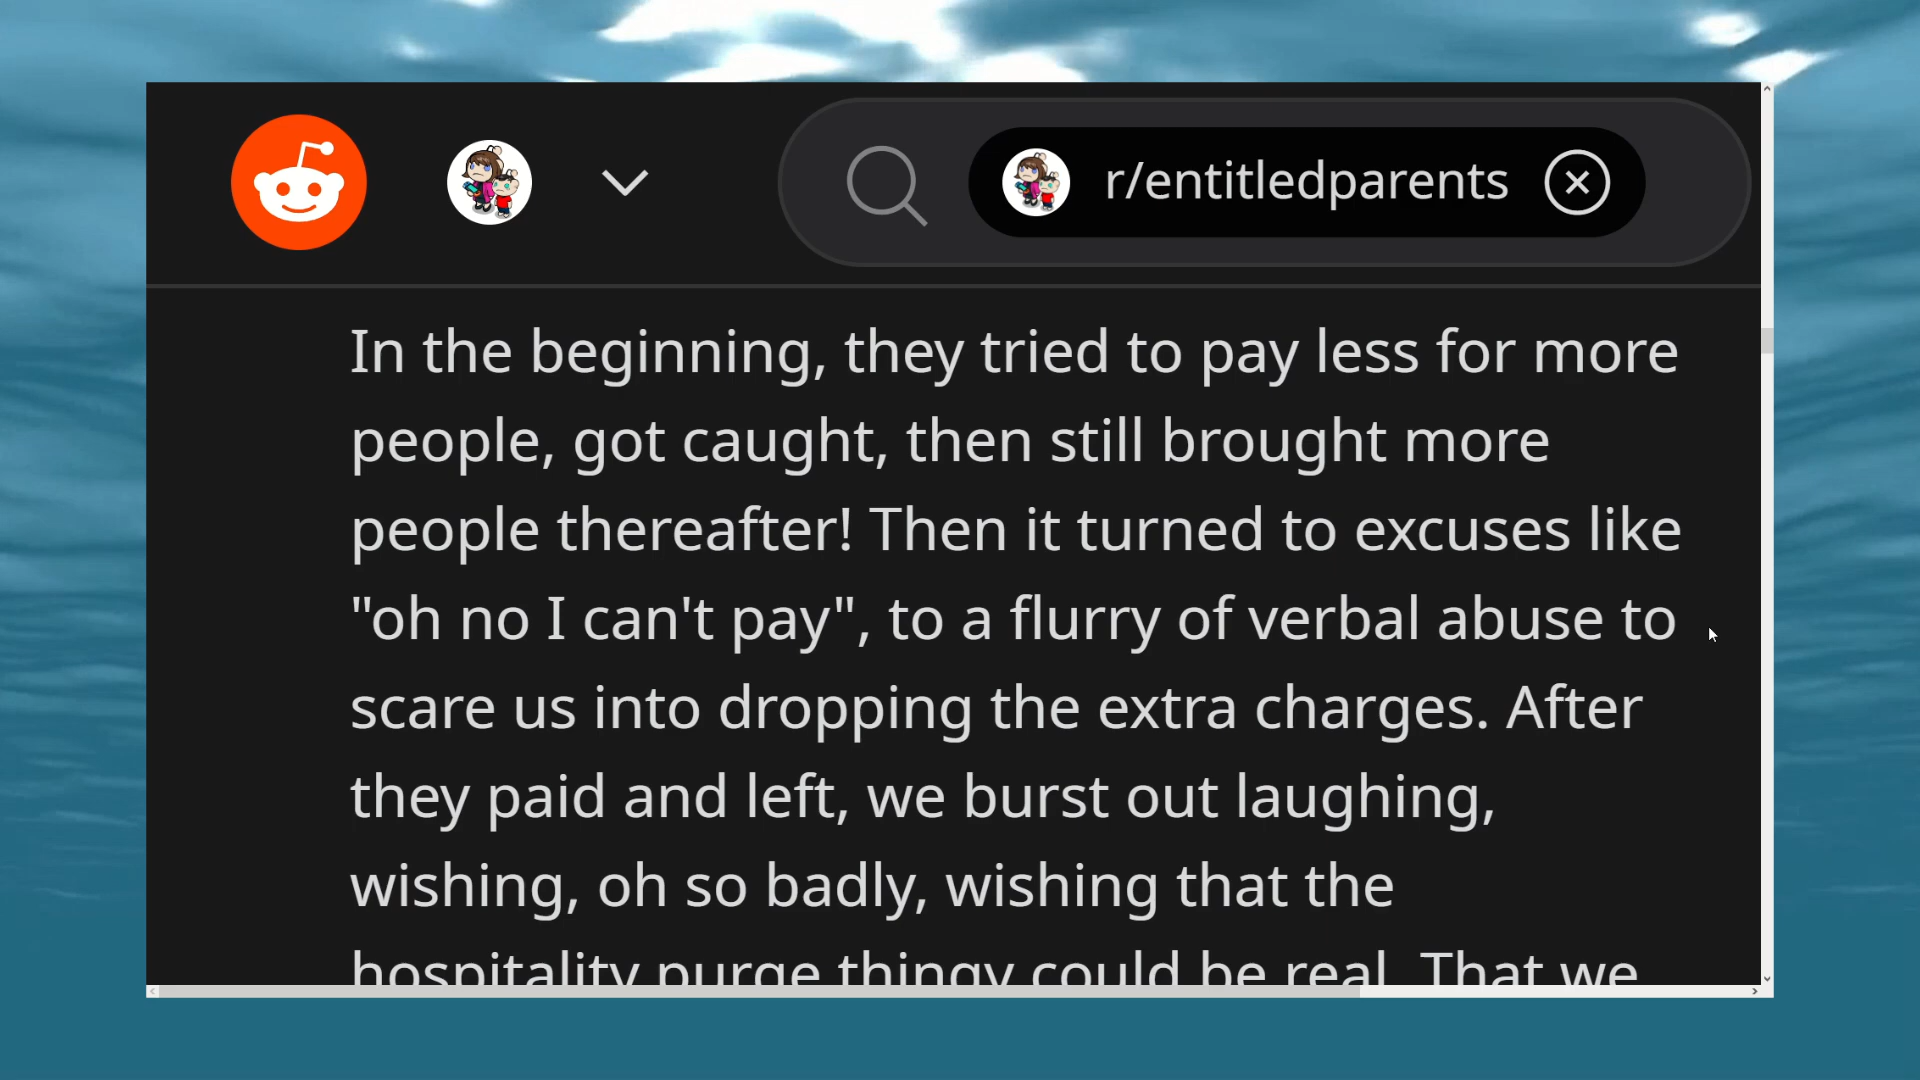 r/entitledparents
In the beginning, they tried to pay less for more
people, got caught, then still brought more
people thereafter! Then it turned to excuses like
"oh no I can't pay", to a flurry of verbal abuse to
scare us into dropping the extra charges. After
they paid and left, we burst out laughing,
wishing, oh so badly, wishing that the
hospitality purge thingy could be real. That we